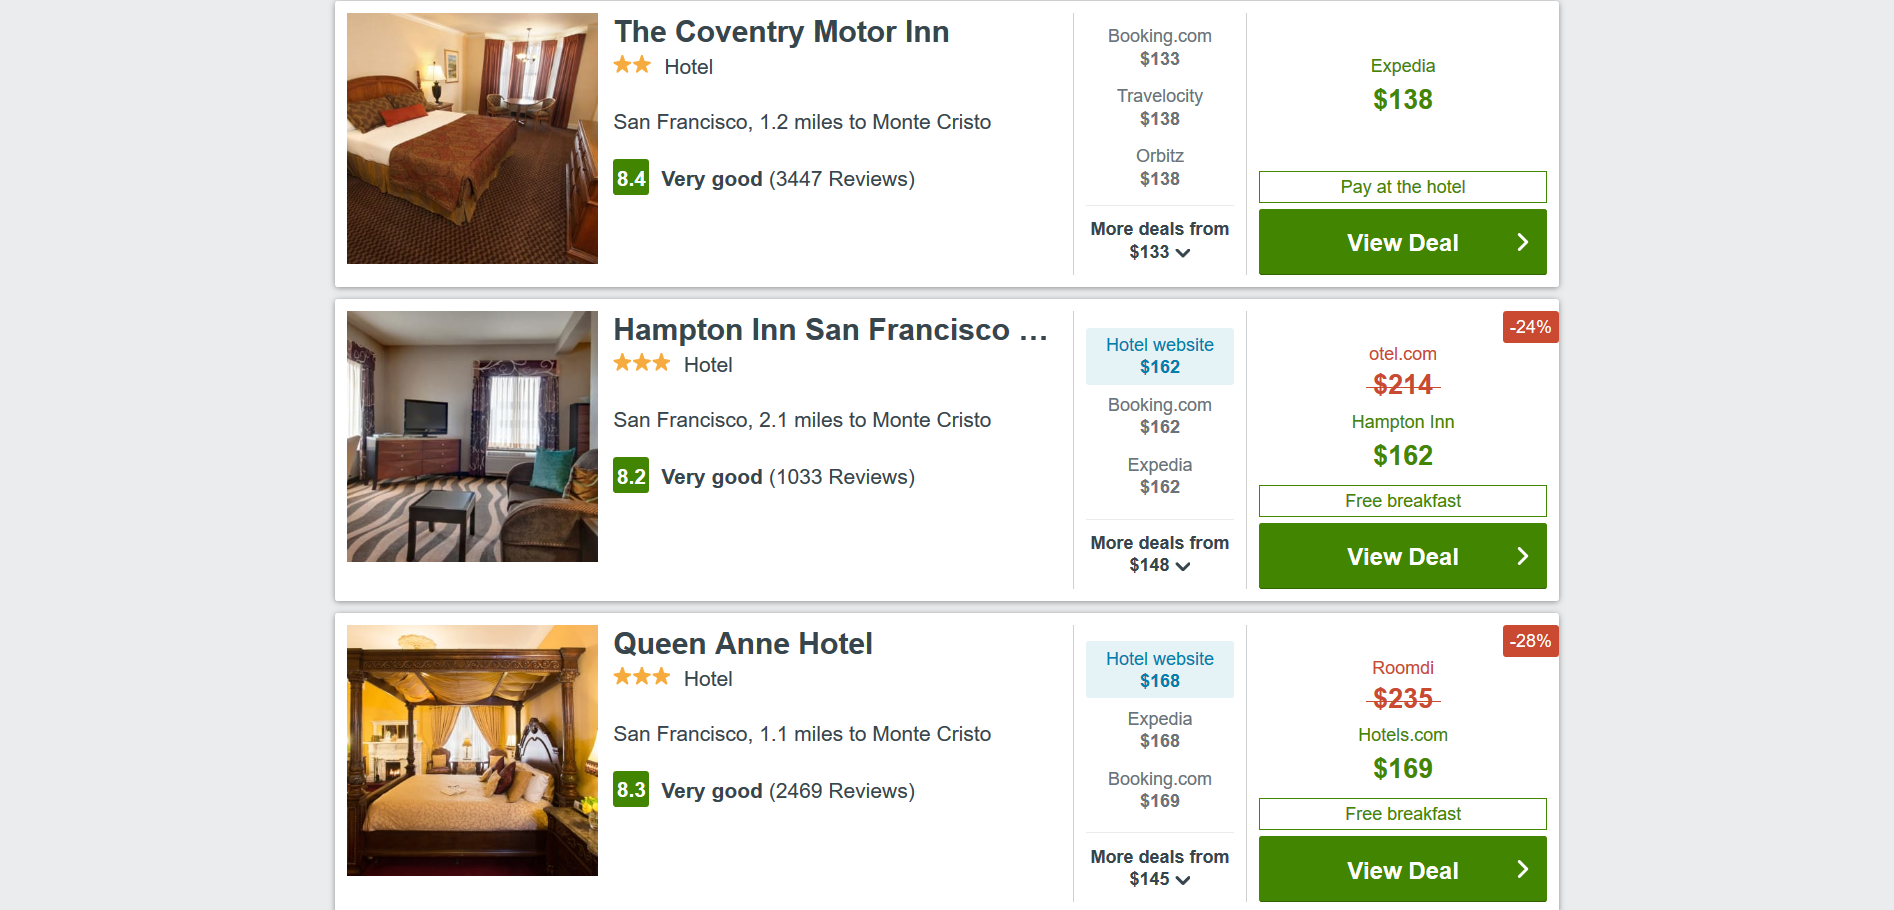 The Coventry Motor Inn
Hotel
San Francisco, 1.2 miles to Monte Cristo
8.4 Very good (3447 Reviews)
Booking.com
$133
Travelocity
$138
Orbitz
$138
More deals from
$133
Expedia
$138
Pay at the hotel
View Deal
Hampton Inn San Francisco ...
Hotel
San Francisco, 2.1 miles to Monte Cristo
8.2 Very good (1033 Reviews)
Hotel website
$162
Booking.com
$162
Expedia
$162
More deals from
$148
-24%
otel.com
$214
Hampton Inn
$162
Free breakfast
View Deal
Queen Anne Hotel
Hotel
San Francisco, 1.1 miles to Monte Cristo
8.3 Very good (2469 Reviews)
Hotel website
$168
Expedia
$168
Booking.com
$169
More deals from
$145
-28%
Roomdi
$235
Hotels.com
$169
Free breakfast
View Deal